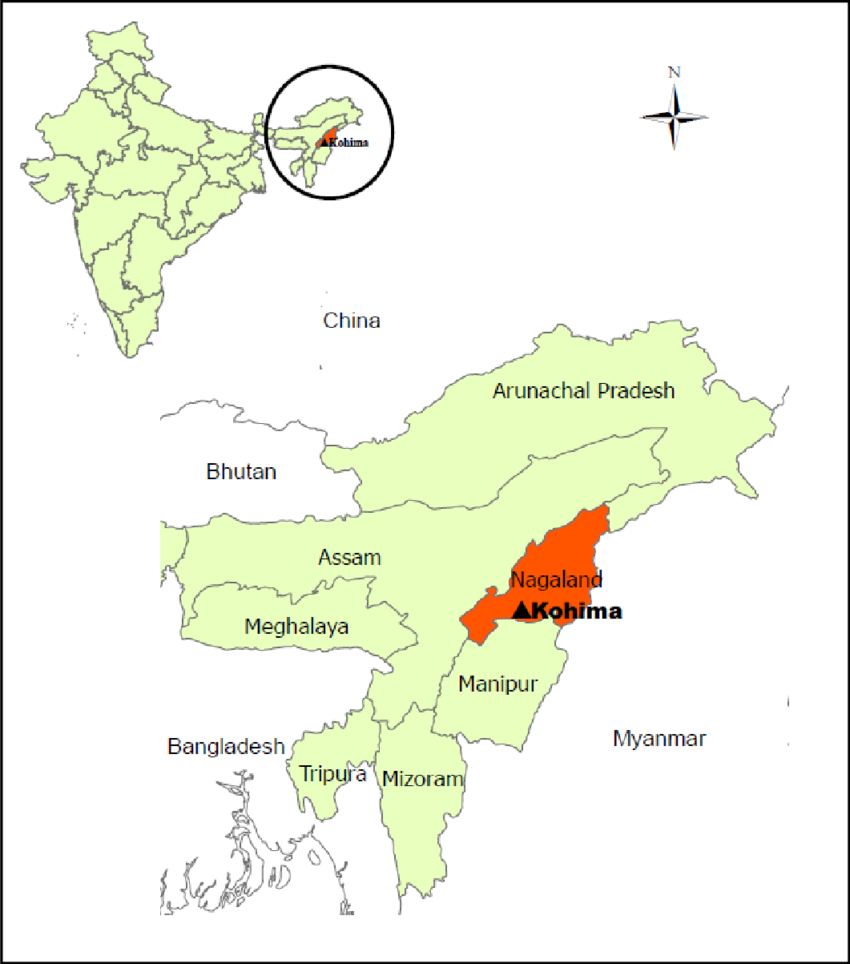 N
Kohima
China
Arunachal Pradesh
Bhutan
Assam
Nagaland
Kohima
Meghalaya
Manipur
Myanmar
Bangladesh
Tripura
Mizoram